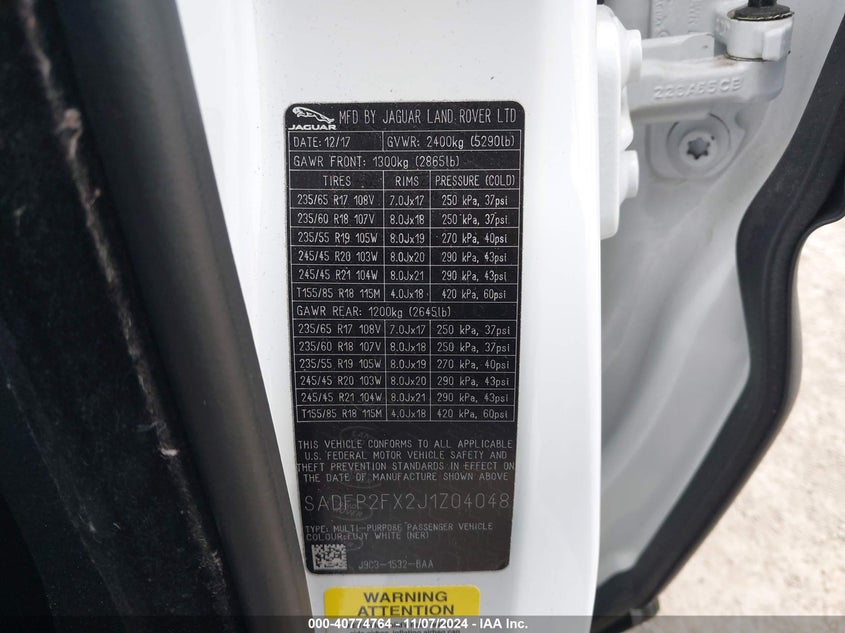 220A65CB
JAGUAR
MFD BY JAGUAR LAND ROVER LTD
DATE: 12/17 GVWR: 2400kg (5290lb)
GAWR FRONT: 1300kg (2865lb)
TIRES RIMS PRESSURE (COLD)
235/65 R17 108V 7.0Jx17 250 kPa, 37psi
235/60 R18 107V 8.0Jx18 250 kPa, 37psi
235/55 R19 105W 8.0Jx19 270 kPa, 40psi
245/45 R20 103W 8.0Jx20 290 kPa, 43psi
245/45 R21 104W 8.0Jx21 290 kPa, 43psi
T155/85 R18 115M 4.0Jx18 420 kPa, 60psi
GAWR REAR: 1200kg (2645lb)
235/65 R17 108V 7.0Jx17 250 kPa, 37psi
235/60 R18 107V 8.0Jx18 250 kPa, 37psi
235/55 R19 105W 8.0Jx19 270 kPa, 40psi
245/45 R20 103W 8.0Jx20 290 kPa, 43psi
245/45 R21 104W 8.0Jx21 290 kPa, 43psi
T155/85 R18 115M 4.0Jx18 420 kPa, 60psi
THIS VEHICLE CONFORMS TO ALL APPLICABLE
U.S. FEDERAL MOTOR VEHICLE SAFETY AND
THEFT PREVENTION STANDARDS IN EFFECT ON
THE DATE OF MANUFACTURE SHOWN ABOVE
SADFP2FX2J1Z04048
TYPE: MULTI-PURPOSE PASSENGER VEHICLE
COLOUR:FUJY WHITE (NER)
J9C3-1532-BAA
WARNING
ATTENTION
000-40774764 - 11/07/2024 - IAA Inc.